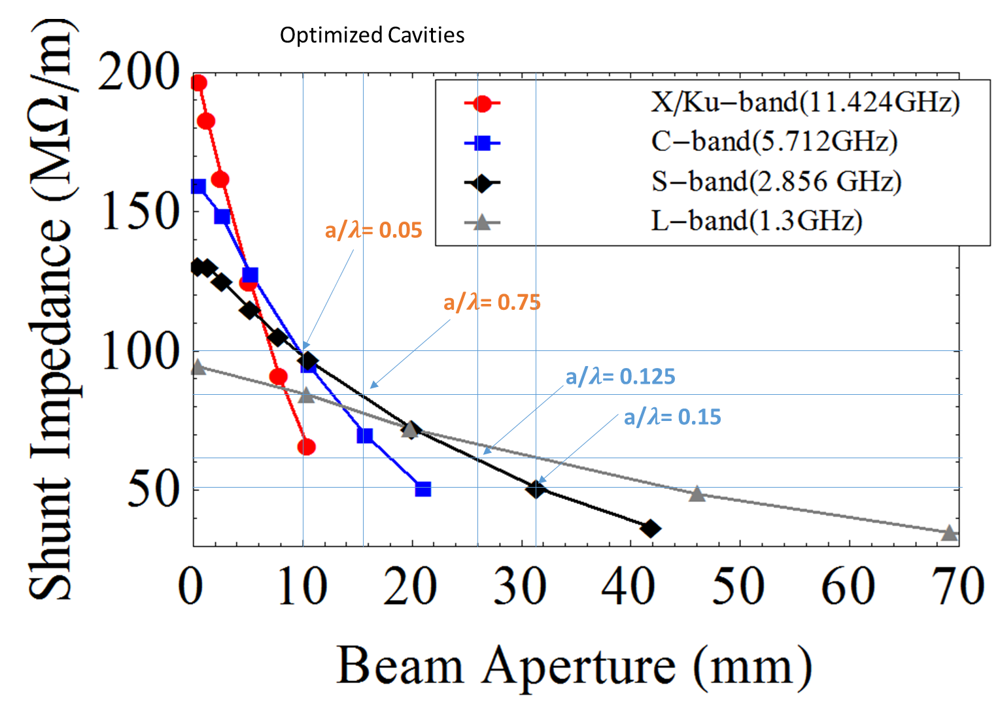 Optimized Cavities
Shunt Impedance (MΩ/m)
200
150
100
50
X/Ku−band(11.424GHz)
C−band(5.712GHz)
S−band(2.856 GHz)
L−band(1.3GHz)
a/λ= 0.05
a/λ= 0.75
a/λ= 0.125
a/λ= 0.15
0 10 20 30 40 50 60 70
Beam Aperture (mm)